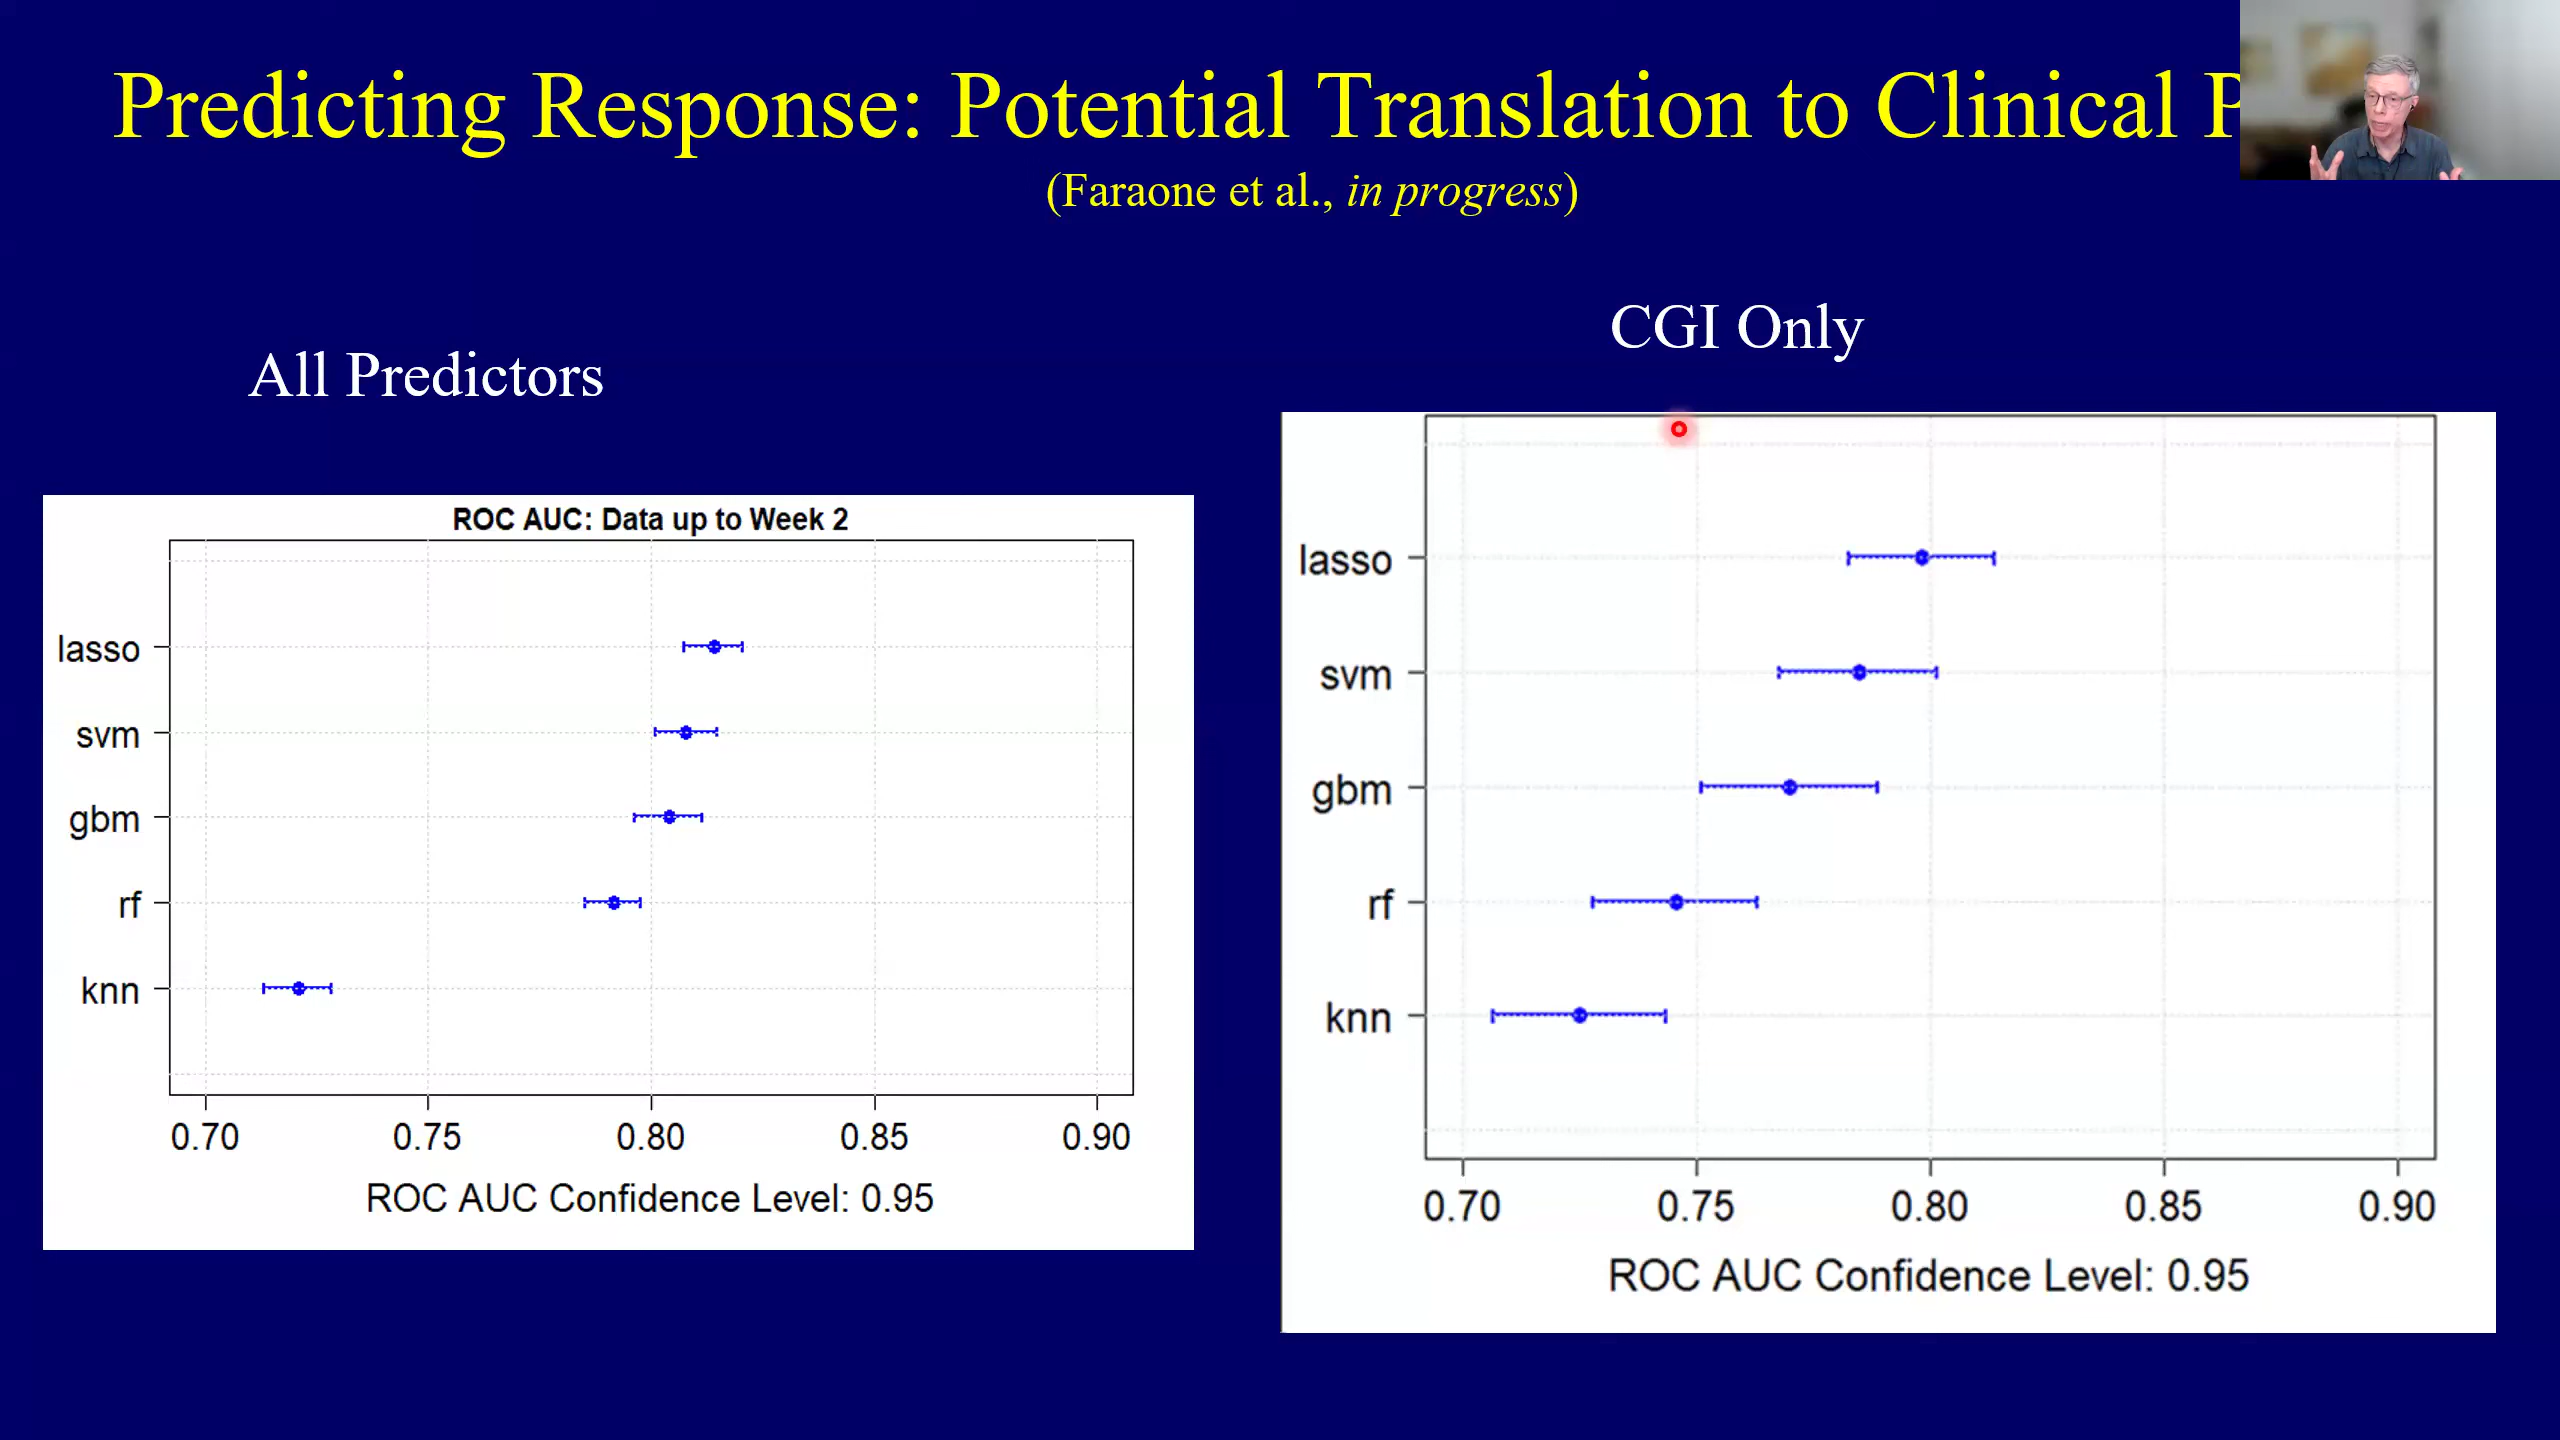 Predicting Response: Potential Translation to Clinical P
(Faraone et al., in progress)
All Predictors
ROC AUC: Data up to Week 2
lasso
svm
gbm
rf
knn
0.70 0.75 0.80 0.85 0.90
ROC AUC Confidence Level: 0.95
CGI Only
lasso
svm
gbm
rf
knn
0.70 0.75 0.80 0.85 0.90
ROC AUC Confidence Level: 0.95